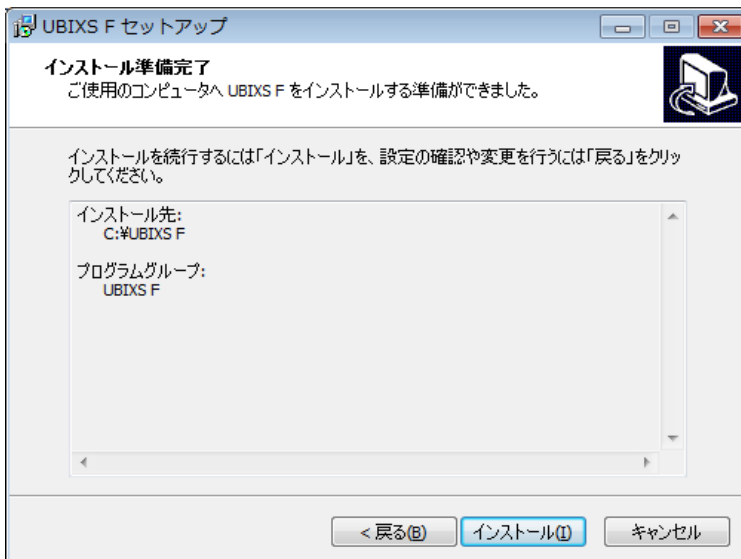 UBIXS F セットアップ
インストール準備完了
ご使用のコンピュータへ UBIXS F をインストールする準備ができました。
インストールを続行するには「インストール」を、設定の確認や変更を行うには「戻る」をクリッ
クしてください。
インストール先:
C:¥UBIXS F
プログラムグループ:
UBIXS F
< 戻る(B)
インストール(I)
キャンセル